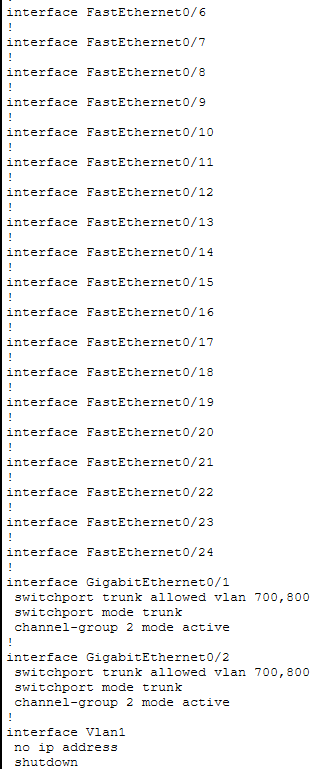 interface FastEthernet0/6
!
interface FastEthernet0/7
!
interface FastEthernet0/8
!
interface FastEthernet0/9
!
interface FastEthernet0/10
!
interface FastEthernet0/11
!
interface FastEthernet0/12
!
interface FastEthernet0/13
!
interface FastEthernet0/14
!
interface FastEthernet0/15
!
interface FastEthernet0/16
!
interface FastEthernet0/17
!
interface FastEthernet0/18
!
interface FastEthernet0/19
!
interface FastEthernet0/20
!
interface FastEthernet0/21
!
interface FastEthernet0/22
!
interface FastEthernet0/23
!
interface FastEthernet0/24
!
interface GigabitEthernet0/1
 switchport trunk allowed vlan 700,800
 switchport mode trunk
 channel-group 2 mode active
!
interface GigabitEthernet0/2
 switchport trunk allowed vlan 700,800
 switchport mode trunk
 channel-group 2 mode active
!
interface Vlan1
 no ip address
 shutdown